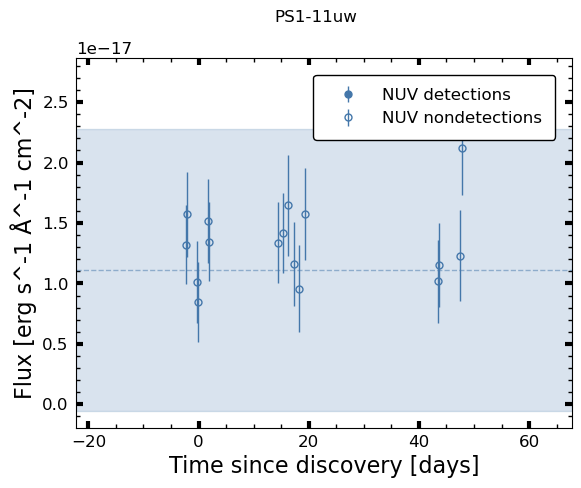 PS1-11uw
1e−17
NUV detections
NUV nondetections
2.5
2.0
1.5
1.0
0.5
0.0
Flux [erg s^-1 Å^-1 cm^-2]
−20 0 20 40 60
Time since discovery [days]